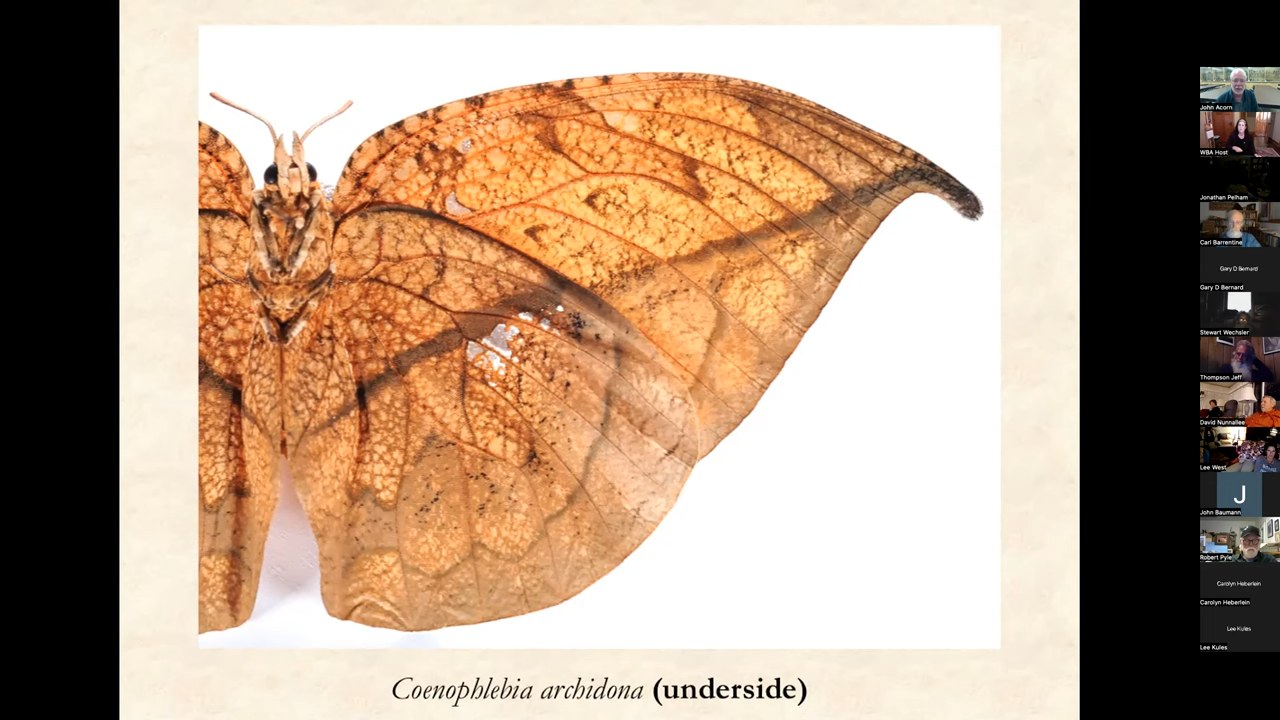 Coenophlebia archidona (underside)
John Acorn
WBA Host
Jonathan Pelham
Carl Barrentine
Gary D Bernard
Gary D Bernard
Stewart Wechsler
Thompson Jeff
David Nunnallee
Lee West
J
John Baumann
Robert Pyle
Carolyn Heberlein
Carolyn Heberlein
Lee Kules
Lee Kules